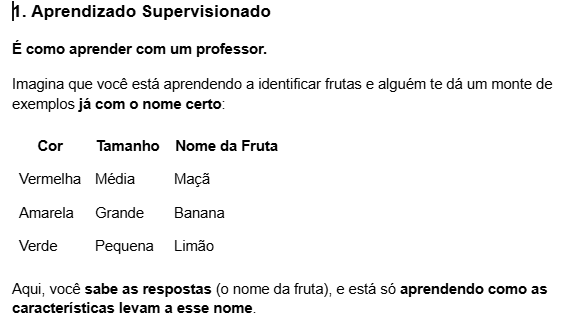 1. Aprendizado Supervisionado
É como aprender com um professor.
Imagina que você está aprendendo a identificar frutas e alguém te dá um monte de
exemplos já com o nome certo:
Cor Tamanho Nome da Fruta
Vermelha Média Maçã
Amarela Grande Banana
Verde Pequena Limão
Aqui, você sabe as respostas (o nome da fruta), e está só aprendendo como as
características levam a esse nome.